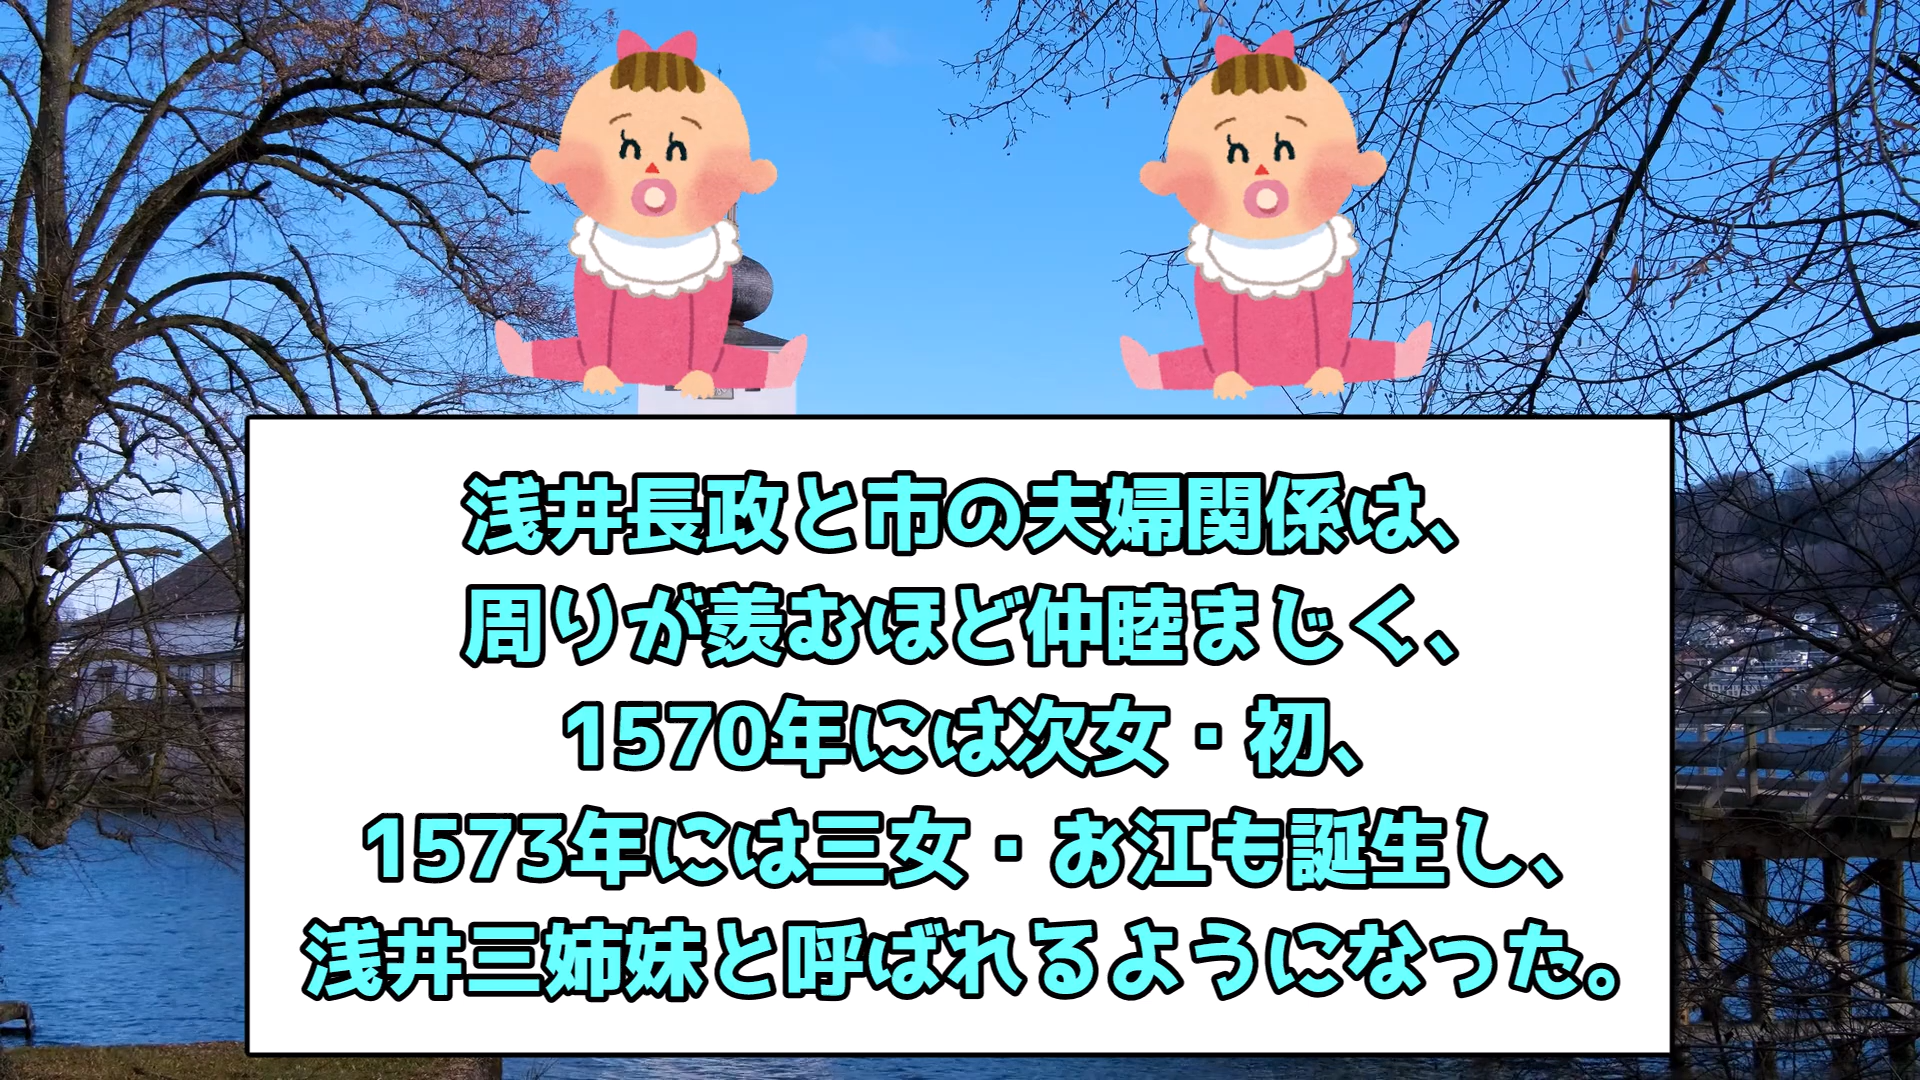 浅井長政と市の夫婦関係は、
周りが羨むほど仲睦まじく、
1570年には次女・初、
1573年には三女・お江も誕生し、
浅井三姉妹と呼ばれるようになった。